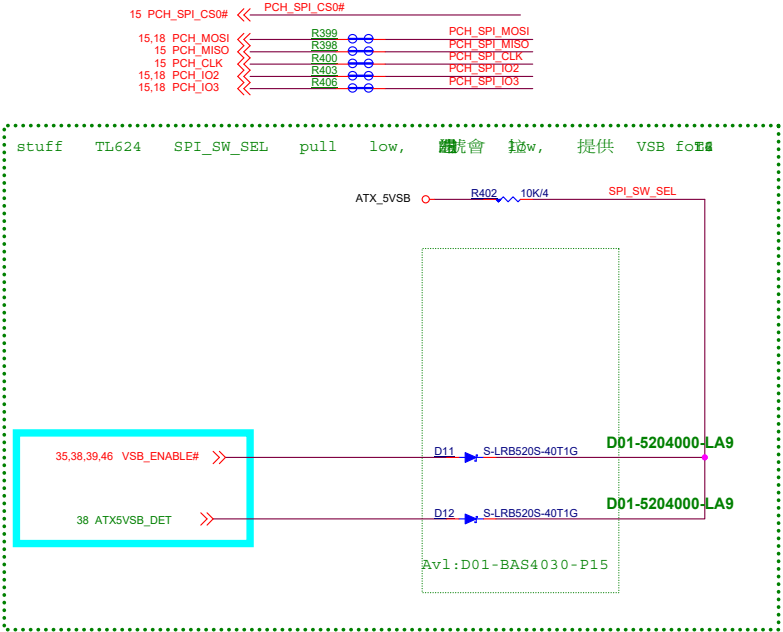 15 PCH_SPI_CS0# PCH_SPI_CS0#
15,18 PCH_MOSI R399 PCH_SPI_MOSI
15 PCH_MISO R398 PCH_SPI_MISO
15 PCH_CLK R400 PCH_SPI_CLK
15,18 PCH_IO2 R403 PCH_SPI_IO2
15,18 PCH_IO3 R406 PCH_SPI_IO3
stuff TL624 SPI_SW_SEL pull low, 號會 low, 提供 VSB for
ATX_5VSB R402 10K/4 SPI_SW_SEL
D01-5204000-LA9
35,38,39,46 VSB_ENABLE# D11 S-LRB520S-40T1G
D01-5204000-LA9
38 ATX5VSB_DET D12 S-LRB520S-40T1G
Avl:D01-BAS4030-P15